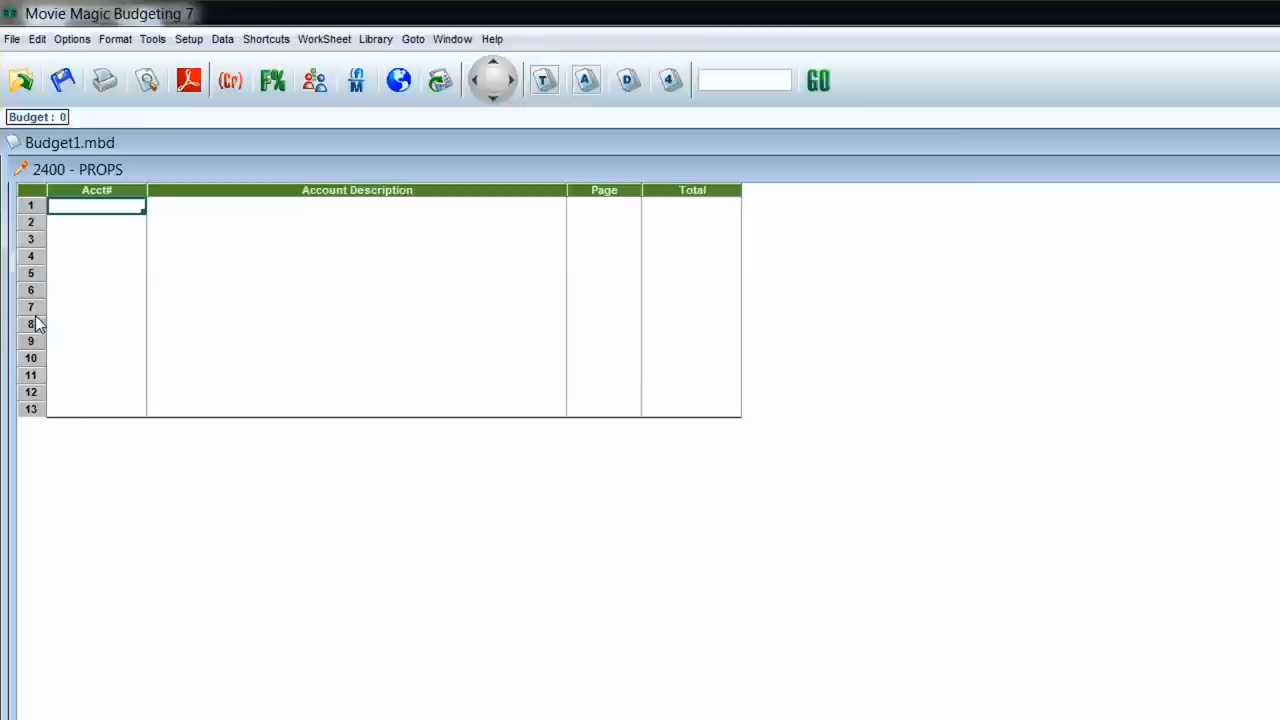 Movie Magic Budgeting 7
File Edit Options Format Tools Setup Data Shortcuts WorkSheet Library Goto Window Help
(Cr) F% f M T A D 4 GO
Budget : 0
Budget1.mbd
2400 - PROPS
Acct# Account Description Page Total
1
2
3
4
5
6
7
8
9
10
11
12
13